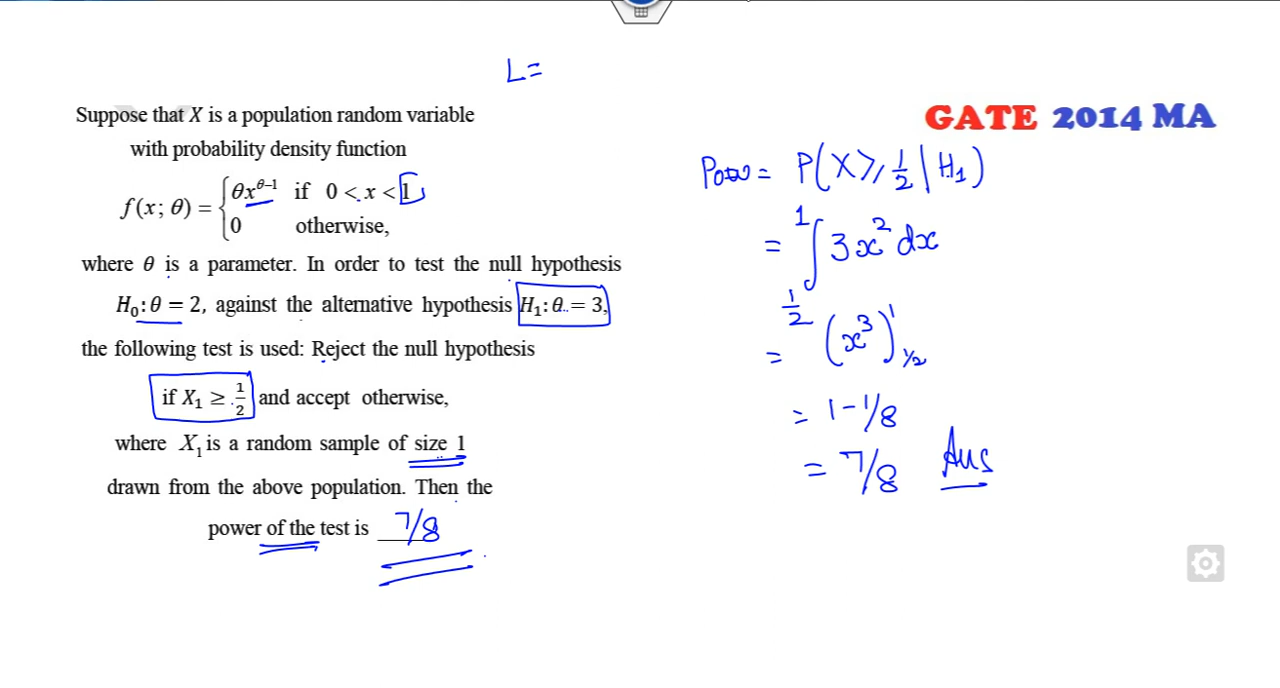 L=
Suppose that X is a population random variable
with probability density function
f(x; θ) = { θx^(θ−1) if 0 < x < 1
0 otherwise,
where θ is a parameter. In order to test the null hypothesis
H₀: θ = 2, against the alternative hypothesis H₁: θ = 3,
the following test is used: Reject the null hypothesis
if X₁ ≥ 1/2 and accept otherwise,
where X₁ is a random sample of size 1
drawn from the above population. Then the
power of the test is 7/8
GATE 2014 MA
Pow = P(X ≥ 1/2 | H₁)
= ∫_(1/2)^1 3x² dx
= (x³)^1_(1/2)
= 1-1/8
= 7/8 Ans